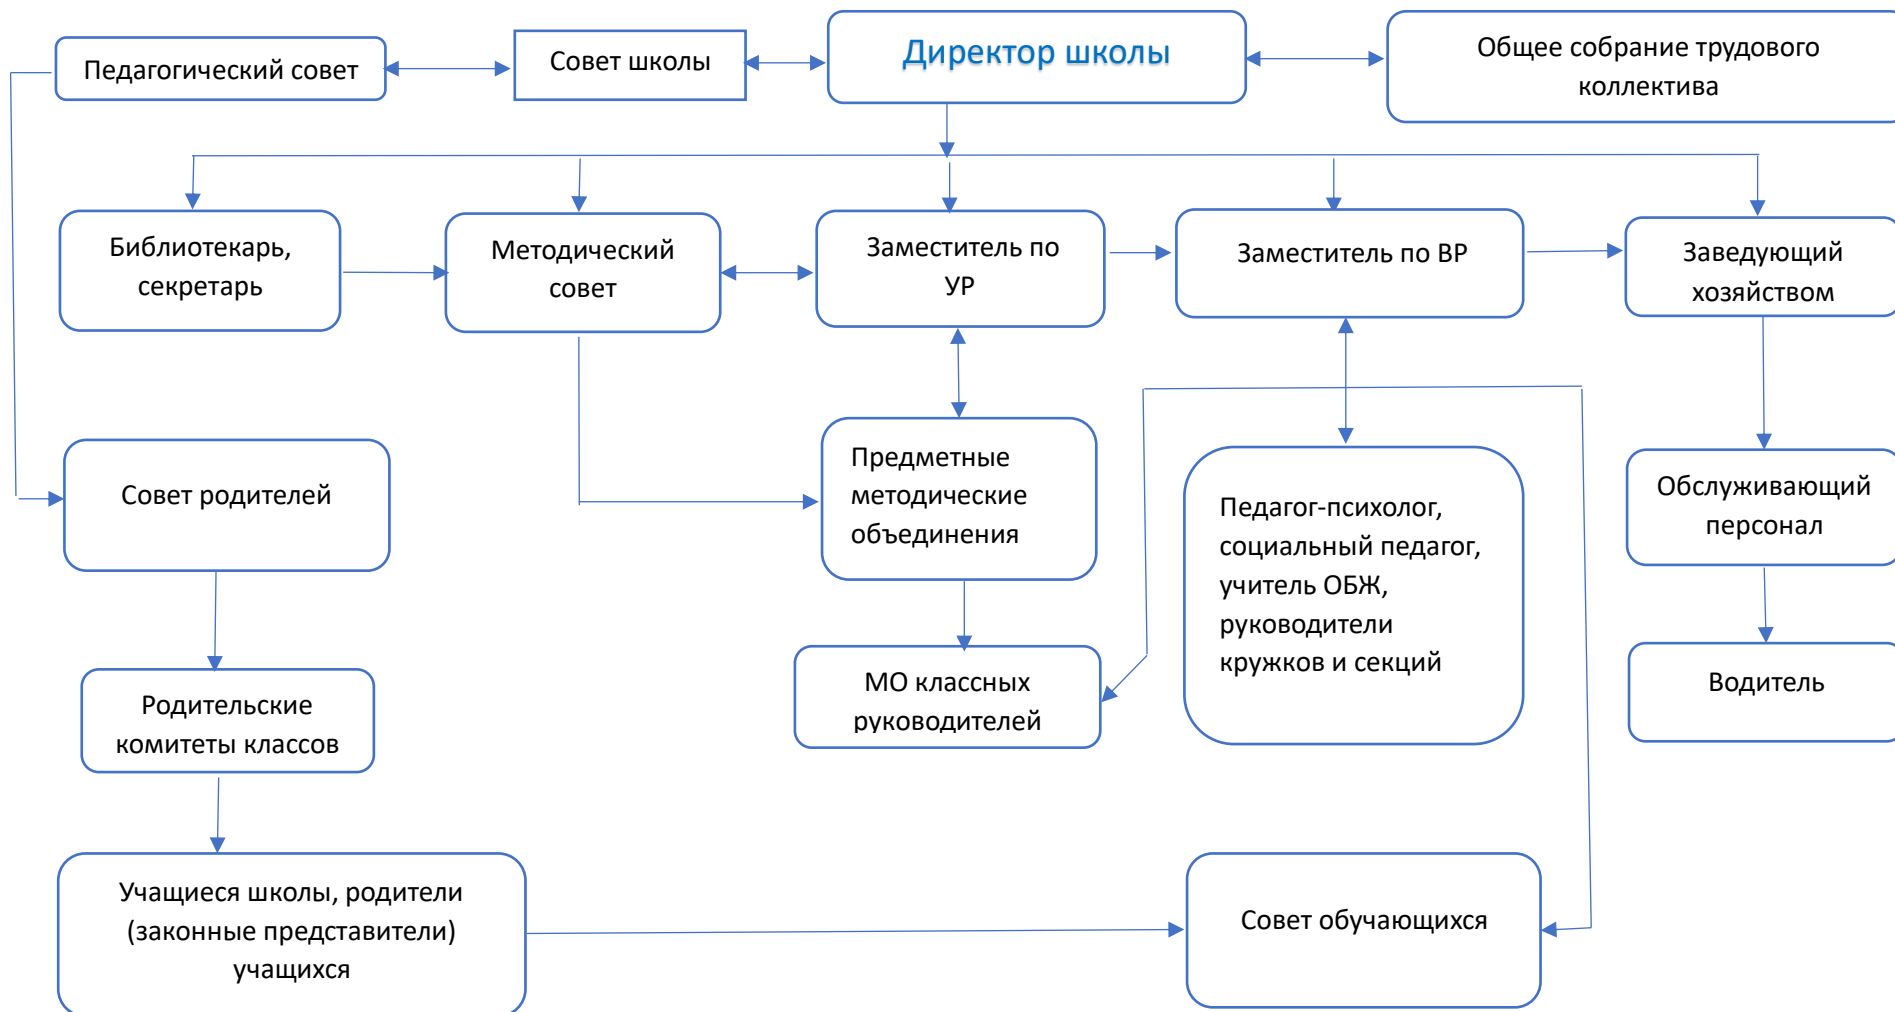 Педагогический совет
Совет школы
Директор школы
Общее собрание трудового
коллектива
Библиотекарь,
секретарь
Методический
совет
Заместитель по
УР
Заместитель по ВР
Заведующий
хозяйством
Совет родителей
Предметные
методические
объединения
Педагог-психолог,
социальный педагог,
учитель ОБЖ,
руководители
кружков и секций
Обслуживающий
персонал
Родительские
комитеты классов
МО классных
руководителей
Водитель
Учащиеся школы, родители
(законные представители)
учащихся
Совет обучающихся